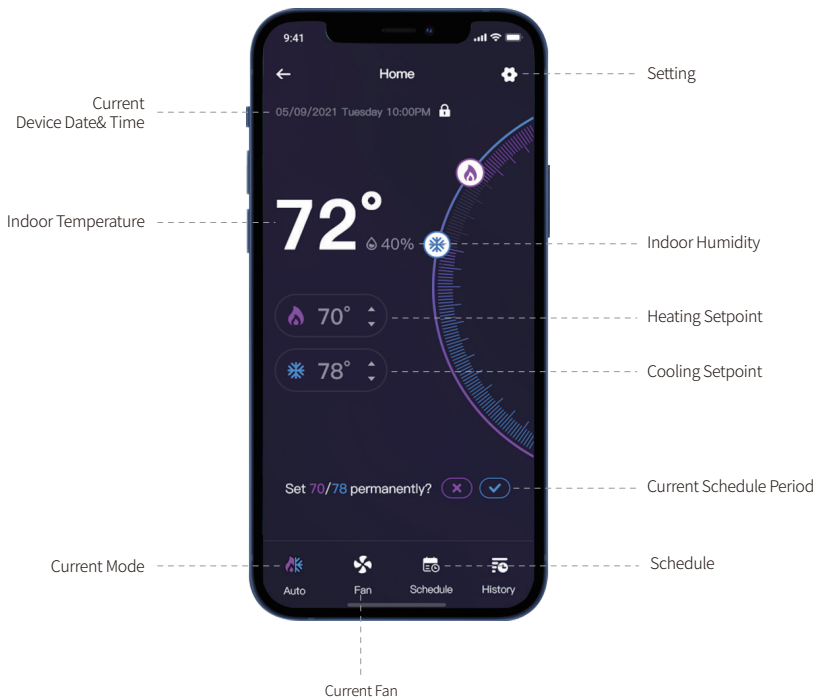 9:41
Home
Setting
Current
Device Date& Time
05/09/2021 Tuesday 10:00PM
Indoor Temperature
72°
40%
Indoor Humidity
70°
Heating Setpoint
78°
Cooling Setpoint
Set 70/78 permanently?
Current Schedule Period
Current Mode
Schedule
Auto
Fan
Schedule
History
Current Fan